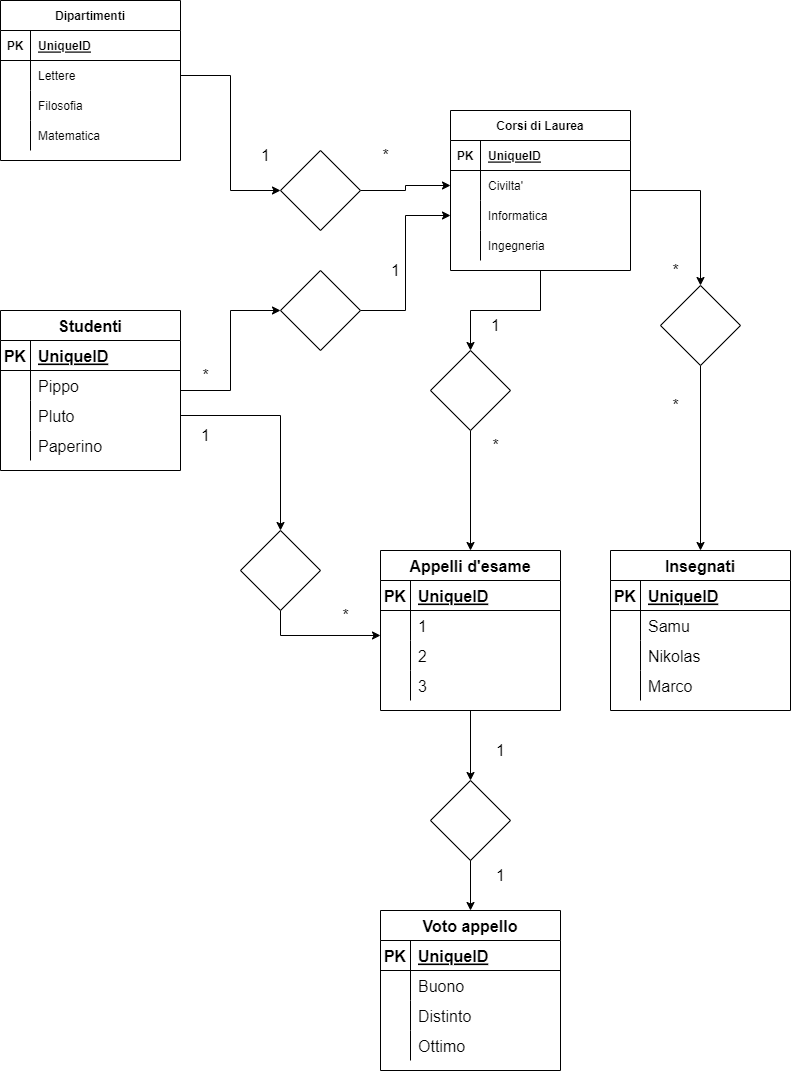 Dipartimenti
PK UniqueID
Lettere
Filosofia
Matematica
1
*
Corsi di Laurea
PK UniqueID
Civilta'
Informatica
Ingegneria
1
*
*
*
1
*
Studenti
PK UniqueID
Pippo
Pluto
Paperino
*
1
*
Appelli d'esame
PK UniqueID
1
2
3
Insegnati
PK UniqueID
Samu
Nikolas
Marco
1
1
Voto appello
PK UniqueID
Buono
Distinto
Ottimo